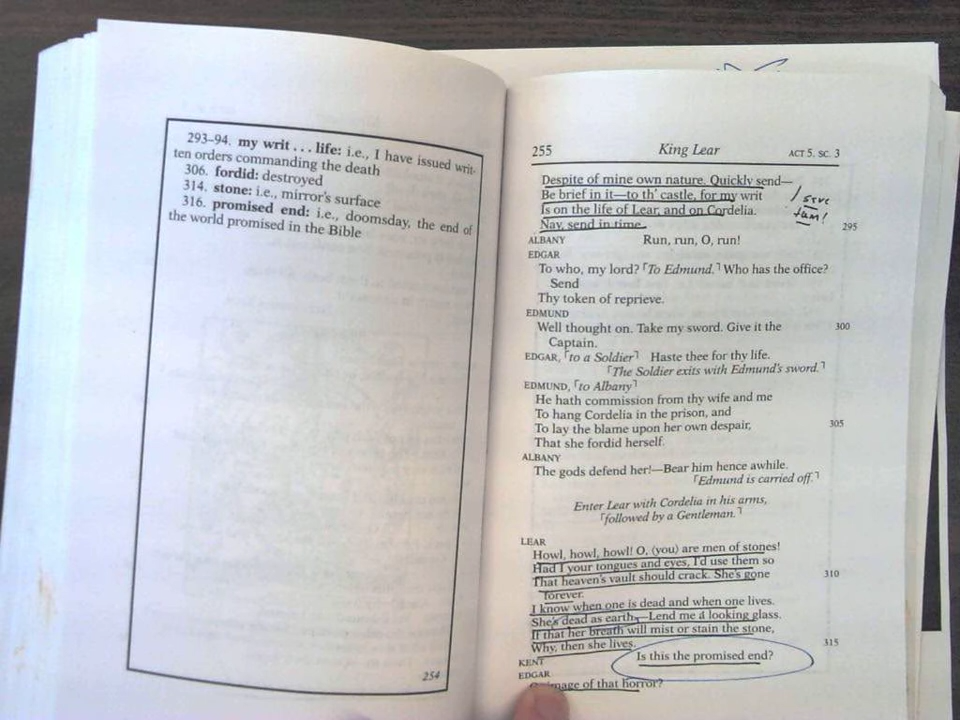 293–94. my writ . . . life: i.e., I have issued writ-
ten orders commanding the death
306. fordid: destroyed
314. stone: i.e., mirror's surface
316. promised end: i.e., doomsday, the end of
the world promised in the Bible
254
255 King Lear ACT 5. SC. 3
Despite of mine own nature. Quickly send—
Be brief in it—to th' castle, for my writ
Is on the life of Lear, and on Cordelia.
Nay, send in time. 295
/ save
them!
ALBANY Run, run, O, run!
EDGAR
To who, my lord? ⌜To Edmund.⌝ Who has the office?
Send
Thy token of reprieve.
EDMUND
Well thought on. Take my sword. Give it the 300
Captain.
EDGAR, ⌜to a Soldier⌝ Haste thee for thy life.
⌜The Soldier exits with Edmund's sword.⌝
EDMUND, ⌜to Albany⌝
He hath commission from thy wife and me
To hang Cordelia in the prison, and
To lay the blame upon her own despair, 305
That she fordid herself.
ALBANY
The gods defend her!—Bear him hence awhile.
⌜Edmund is carried off.⌝
Enter Lear with Cordelia in his arms,
⌜followed by a Gentleman.⌝
LEAR
Howl, howl, howl! O, ⟨you⟩ are men of stones!
Had I your tongues and eyes, I'd use them so
That heaven's vault should crack. She's gone 310
forever.
I know when one is dead and when one lives.
She's dead as earth.—Lend me a looking glass.
If that her breath will mist or stain the stone,
Why, then she lives. 315
KENT Is this the promised end?
EDGAR
image of that horror?